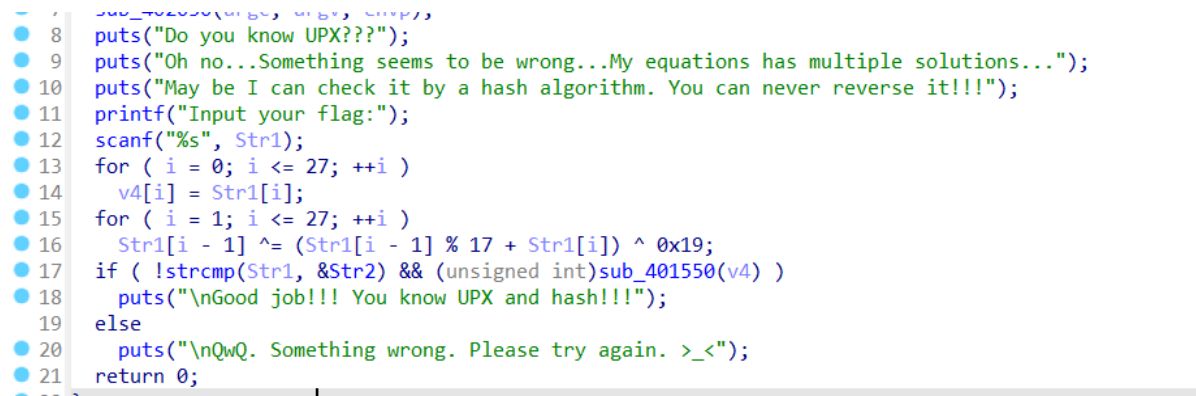 8 puts("Do you know UPX???");
9 puts("Oh no...Something seems to be wrong...My equations has multiple solutions...");
10 puts("May be I can check it by a hash algorithm. You can never reverse it!!!");
11 printf("Input your flag:");
12 scanf("%s", Str1);
13 for ( i = 0; i <= 27; ++i )
14 v4[i] = Str1[i];
15 for ( i = 1; i <= 27; ++i )
16 Str1[i - 1] ^= (Str1[i - 1] % 17 + Str1[i]) ^ 0x19;
17 if ( !strcmp(Str1, &Str2) && (unsigned int)sub_401550(v4) )
18 puts("\nGood job!!! You know UPX and hash!!!");
19 else
20 puts("\nQwQ. Something wrong. Please try again. >_<");
21 return 0;